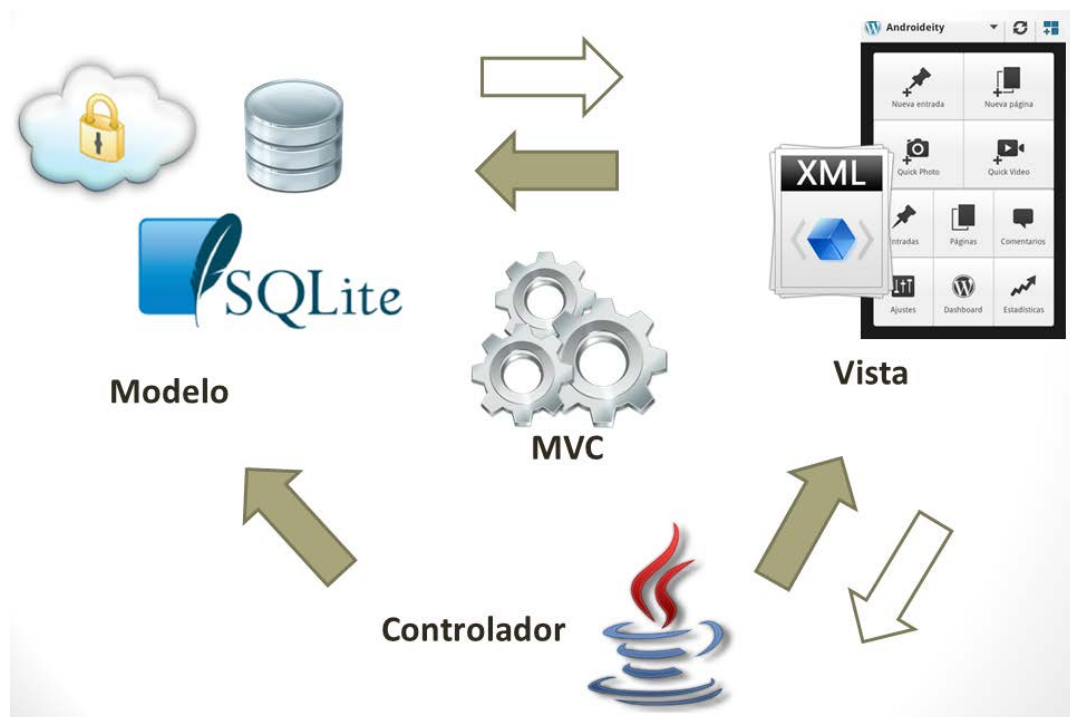 Androideity
Nueva entrada
Nueva página
Quick Photo
Quick Video
XML
Entradas
Páginas
Comentarios
Ajustes
Dashboard
Estadísticas
SQLite
Modelo
Vista
MVC
Controlador